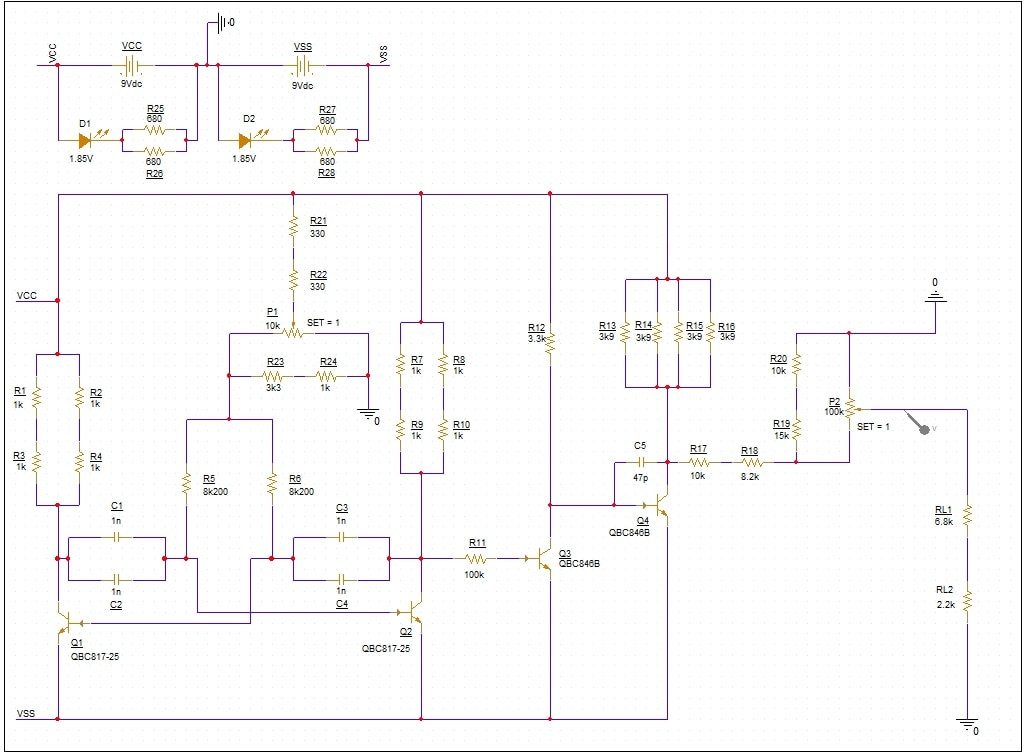 0
VCC
VCC
9Vdc
VSS
9Vdc
VSS
D1
1.85V
R25
680
680
R26
D2
1.85V
R27
680
680
R28
R21
330
R22
330
P1
10k
SET = 1
R23
3k3
R24
1k
0
VCC
R1
1k
R2
1k
R3
1k
R4
1k
R5
8k200
R6
8k200
R7
1k
R8
1k
R9
1k
R10
1k
C1
1n
1n
C2
C3
1n
1n
C4
Q1
QBC817-25
Q2
QBC817-25
R11
100k
R12
3.3k
Q3
QBC846B
R13
3k9
R14
3k9
R15
3k9
R16
3k9
C5
47p
Q4
QBC846B
R17
10k
R18
8.2k
R20
10k
R19
15k
0
P2
100k
SET = 1
V
RL1
6.8k
RL2
2.2k
0
VSS